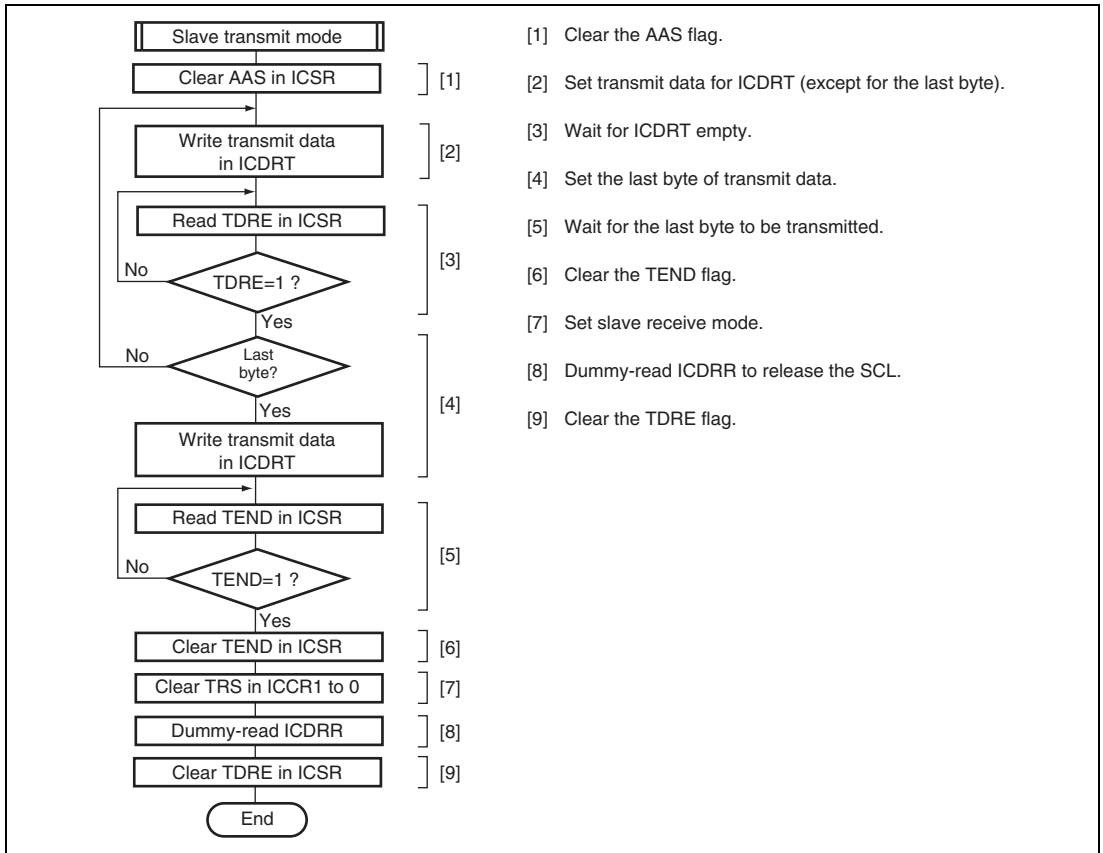 Slave transmit mode
Clear AAS in ICSR
[1]
Write transmit data
in ICDRT
[2]
Read TDRE in ICSR
[3]
No
TDRE=1 ?
Yes
No
Last
byte?
[4]
Yes
Write transmit data
in ICDRT
Read TEND in ICSR
[5]
No
TEND=1 ?
Yes
Clear TEND in ICSR
[6]
Clear TRS in ICCR1 to 0
[7]
Dummy-read ICDRR
[8]
Clear TDRE in ICSR
[9]
End
[1] Clear the AAS flag.
[2] Set transmit data for ICDRT (except for the last byte).
[3] Wait for ICDRT empty.
[4] Set the last byte of transmit data.
[5] Wait for the last byte to be transmitted.
[6] Clear the TEND flag.
[7] Set slave receive mode.
[8] Dummy-read ICDRR to release the SCL.
[9] Clear the TDRE flag.